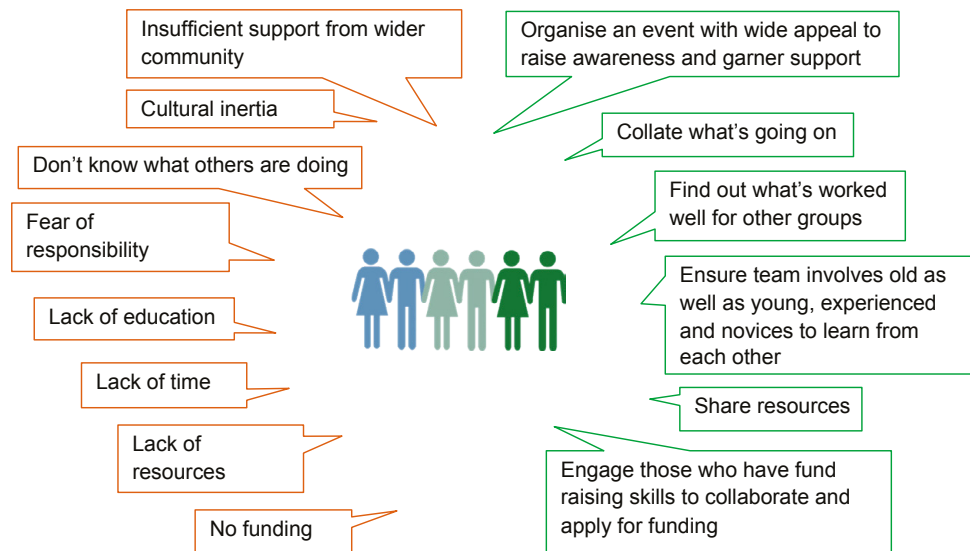 Insufficient support from wider
community
Cultural inertia
Don’t know what others are doing
Fear of
responsibility
Lack of education
Lack of time
Lack of
resources
No funding
Organise an event with wide appeal to
raise awareness and garner support
Collate what’s going on
Find out what’s worked
well for other groups
Ensure team involves old as
well as young, experienced
and novices to learn from
each other
Share resources
Engage those who have fund
raising skills to collaborate and
apply for funding